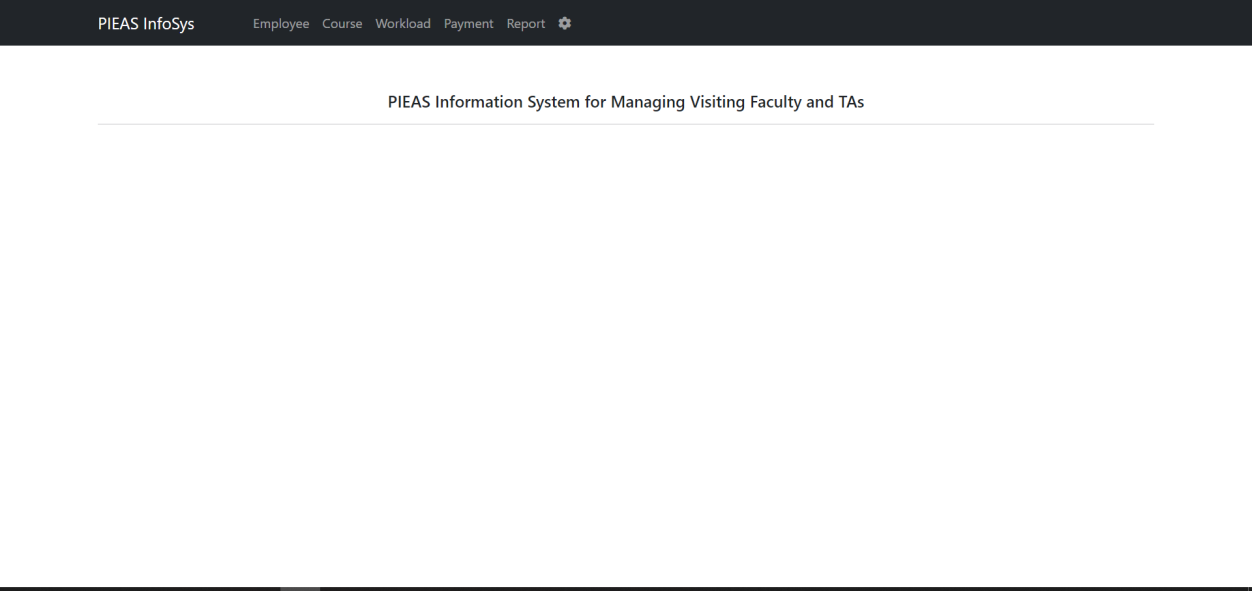 PIEAS InfoSys Employee Course Workload Payment Report
PIEAS Information System for Managing Visiting Faculty and TAs